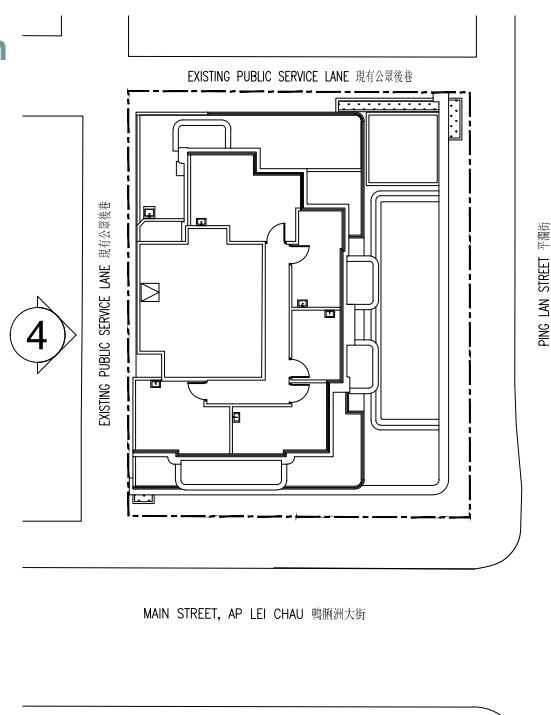 n
EXISTING PUBLIC SERVICE LANE 現有公眾後巷
EXISTING PUBLIC SERVICE LANE 現有公眾後巷
4
PING LAN STREET 平瀾街
MAIN STREET, AP LEI CHAU 鴨脷洲大街